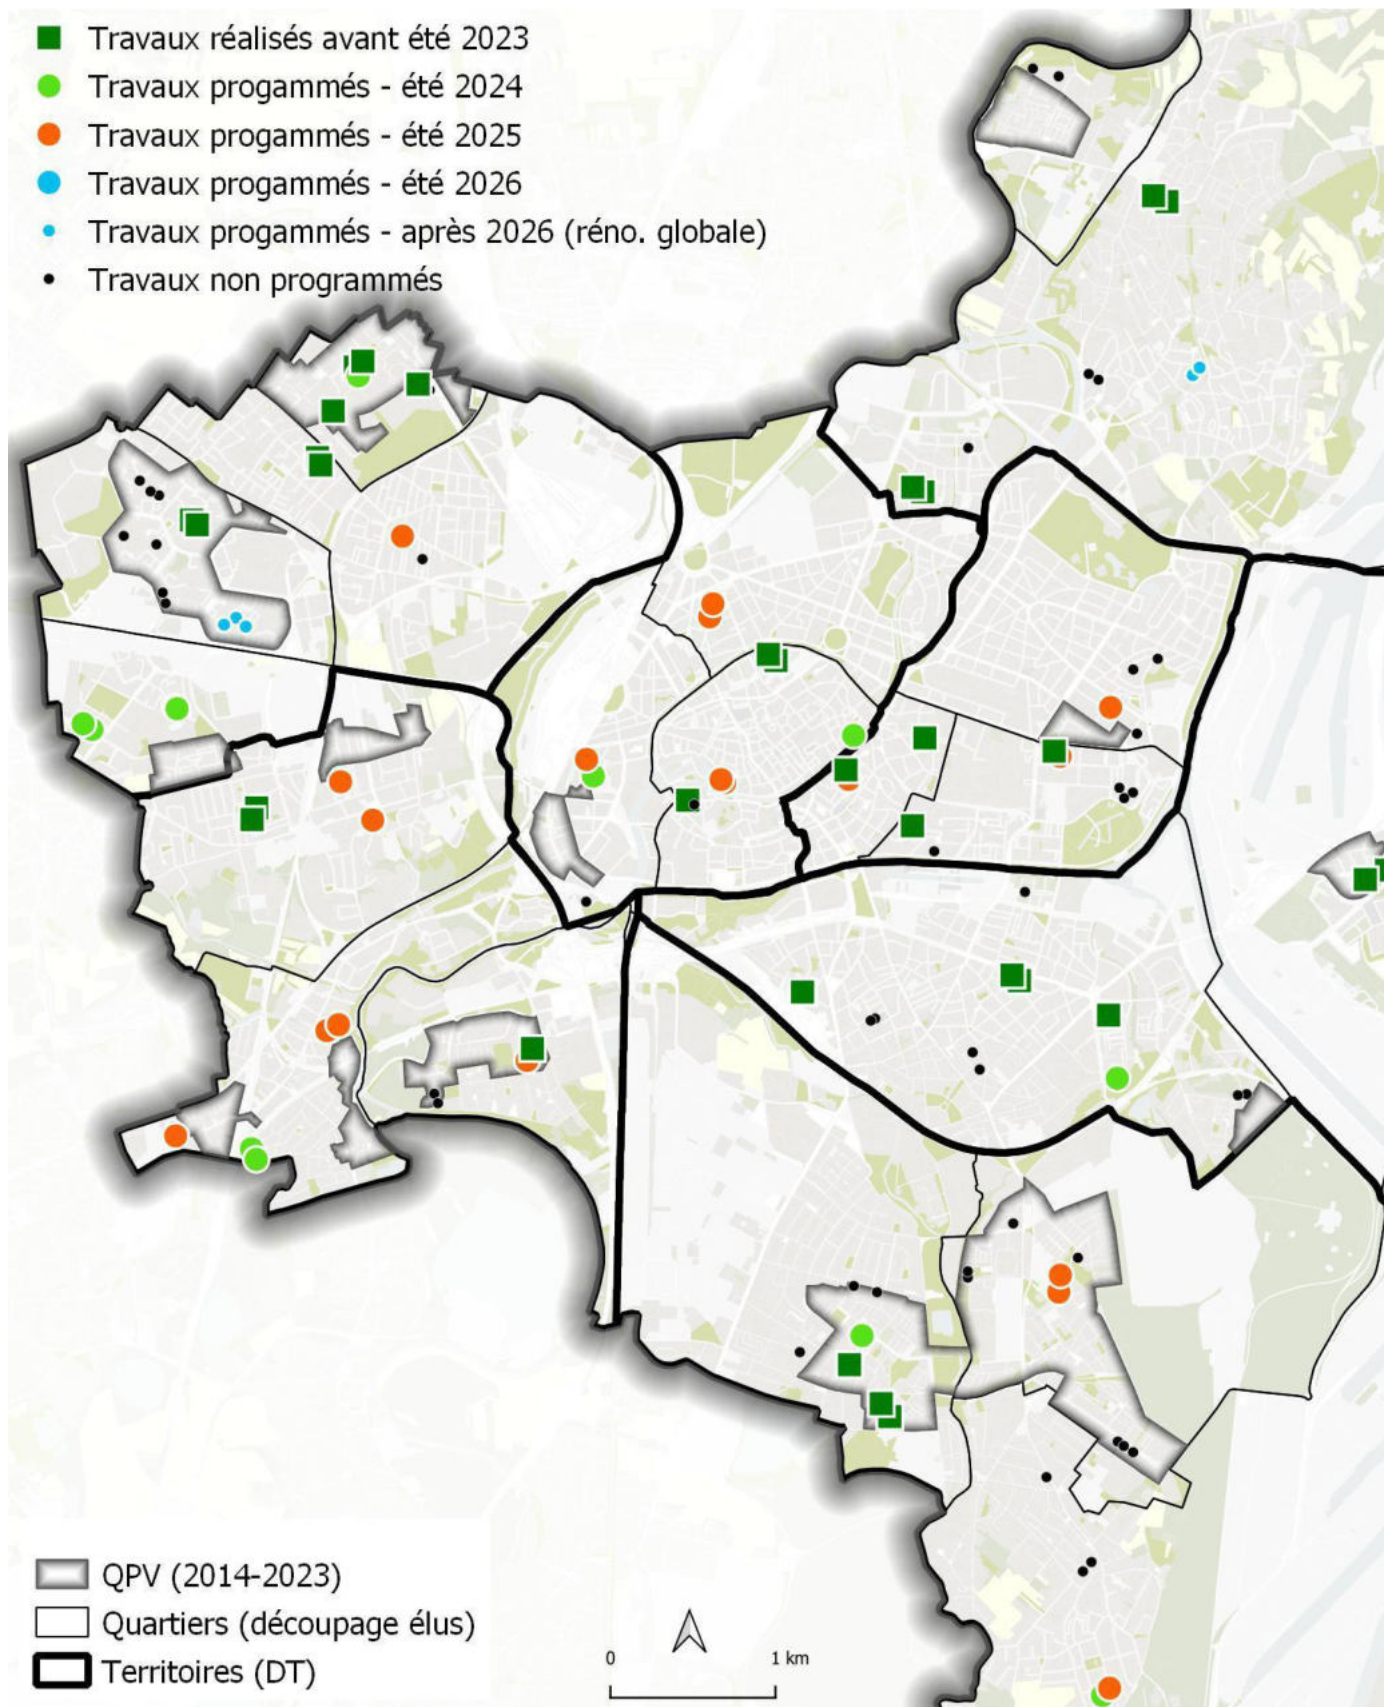 Travaux réalisés avant été 2023
Travaux progammés - été 2024
Travaux progammés - été 2025
Travaux progammés - été 2026
Travaux progammés - après 2026 (réno. globale)
Travaux non programmés
QPV (2014-2023)
Quartiers (découpage élus)
Territoires (DT)
0 1 km